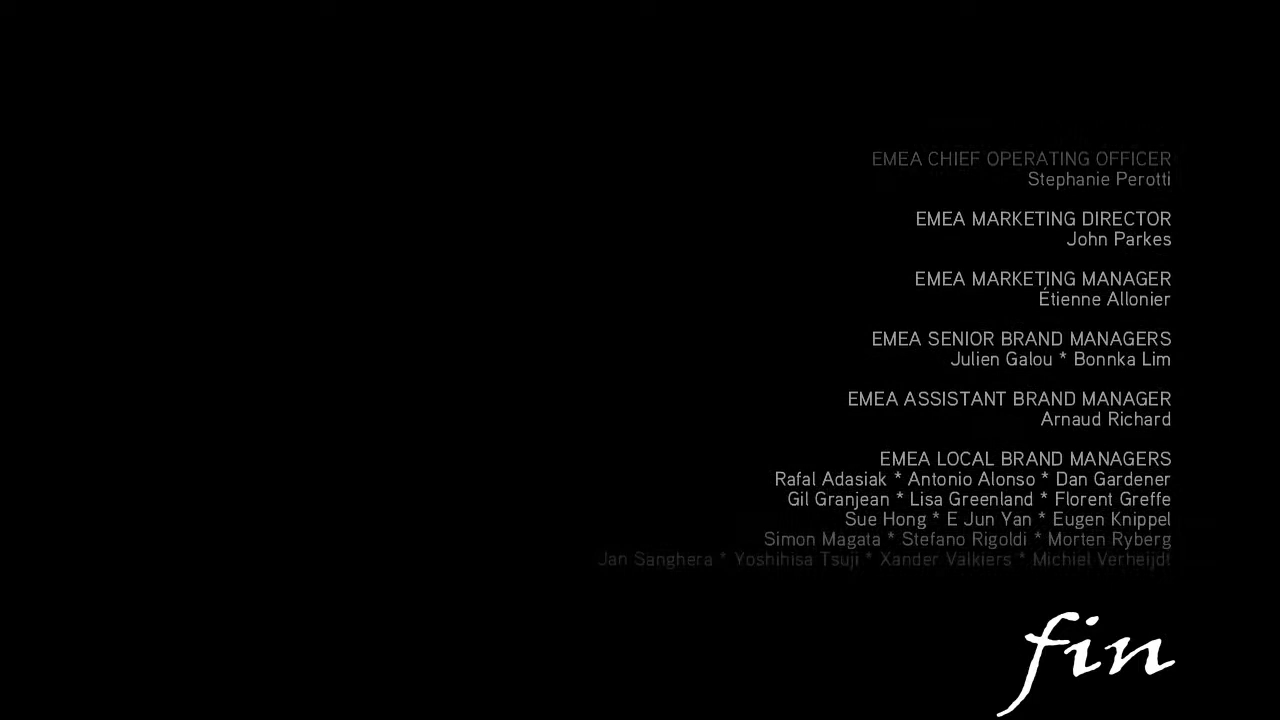 EMEA CHIEF OPERATING OFFICER
Stephanie Perotti
EMEA MARKETING DIRECTOR
John Parkes
EMEA MARKETING MANAGER
Étienne Allonier
EMEA SENIOR BRAND MANAGERS
Julien Galou * Bonnka Lim
EMEA ASSISTANT BRAND MANAGER
Arnaud Richard
EMEA LOCAL BRAND MANAGERS
Rafal Adasiak * Antonio Alonso * Dan Gardener
Gil Granjean * Lisa Greenland * Florent Greffe
Sue Hong * E Jun Yan * Eugen Knippel
Simon Magata * Stefano Rigoldi * Morten Ryberg
Jan Sanghera * Yoshihisa Tsuji * Xander Valkiers * Michiel Verheijdt
fin